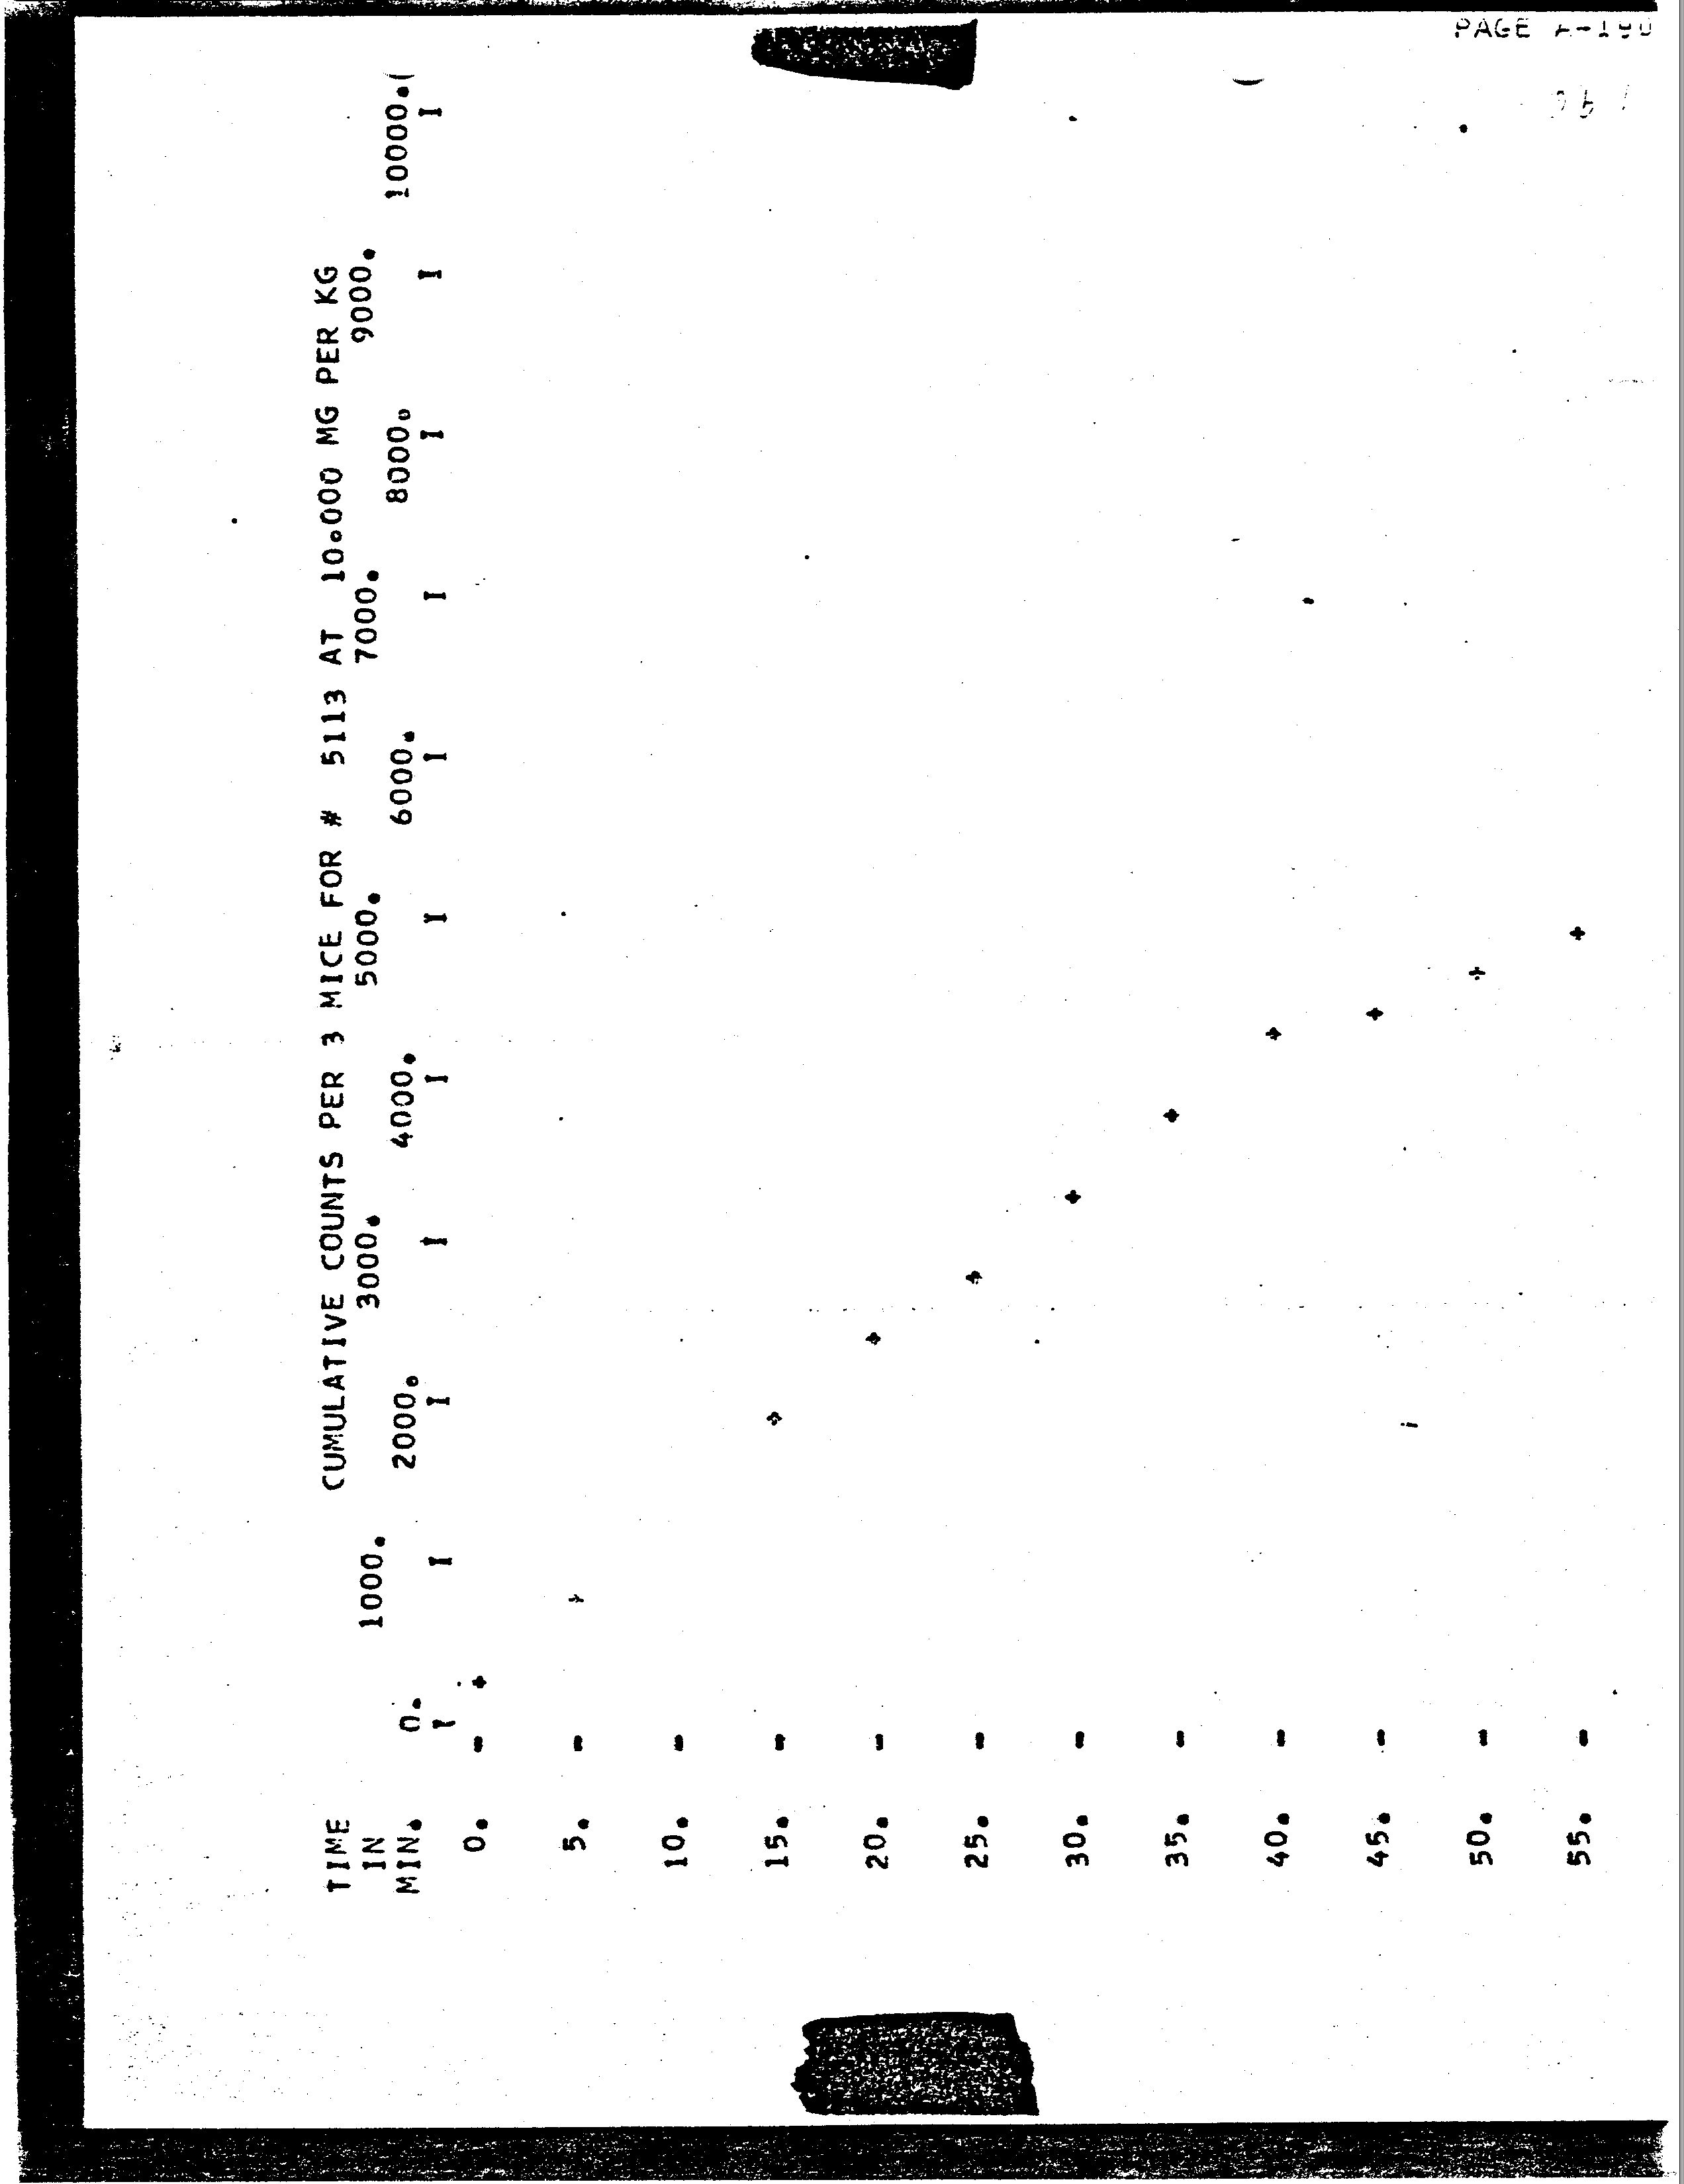 PAGE A-190
CUMULATIVE COUNTS PER 3 MICE FOR # 5113 AT 10.000 MG PER KG
TIME 1000. 3000. 5000. 7000. 9000.
IN
MIN. 0. 2000. 4000. 6000. 8000. 10000.
I I I I I I I I I I I
0. - +
5. - +
10. -
15. - +
20. - +
25. - +
30. - +
35. - +
40. - +
45. - +
50. - +
55. - +